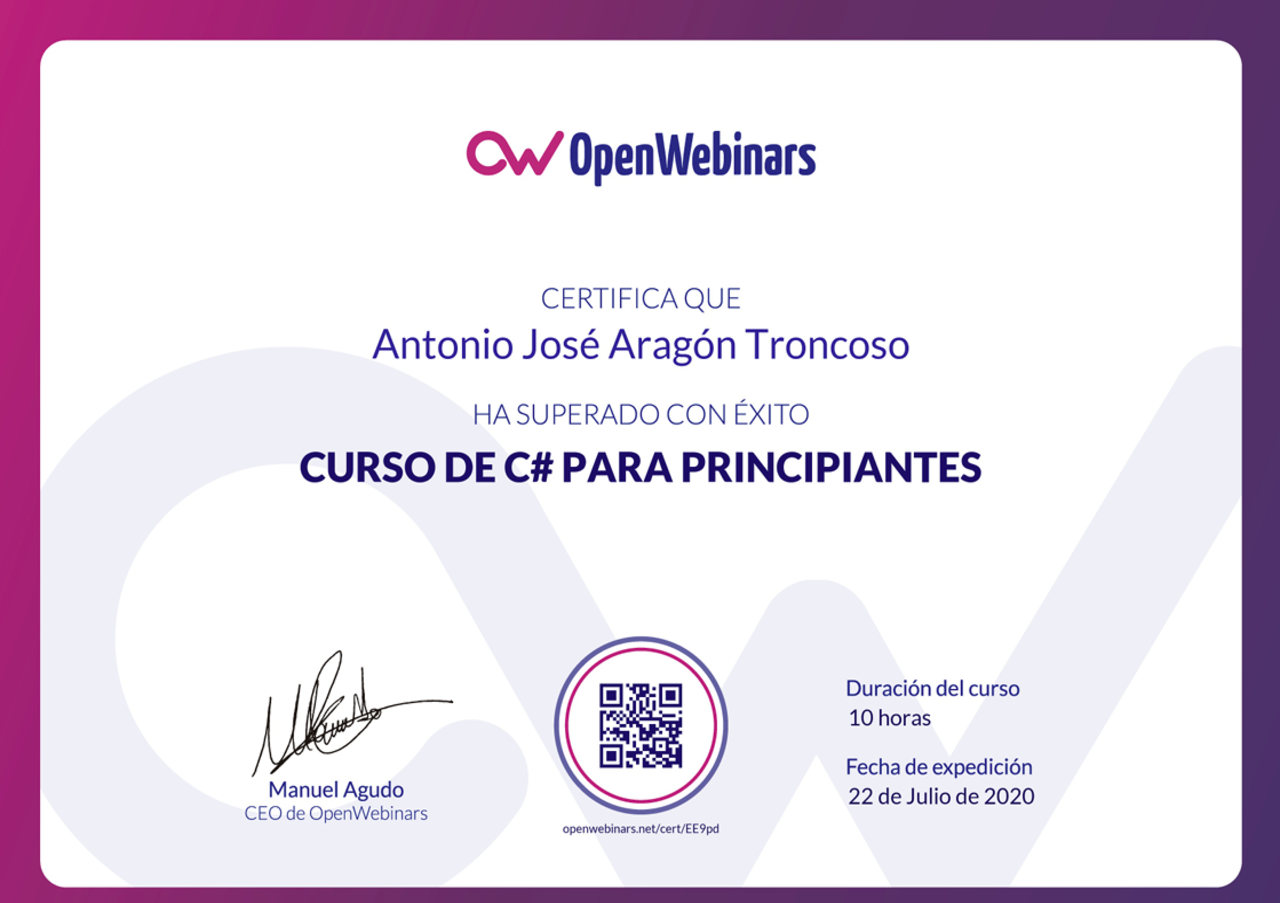 OpenWebinars
CERTIFICA QUE
Antonio José Aragón Troncoso
HA SUPERADO CON ÉXITO
CURSO DE C# PARA PRINCIPIANTES
Manuel Agudo
CEO de OpenWebinars
openwebinars.net/cert/EE9pd
Duración del curso
10 horas
Fecha de expedición
22 de Julio de 2020